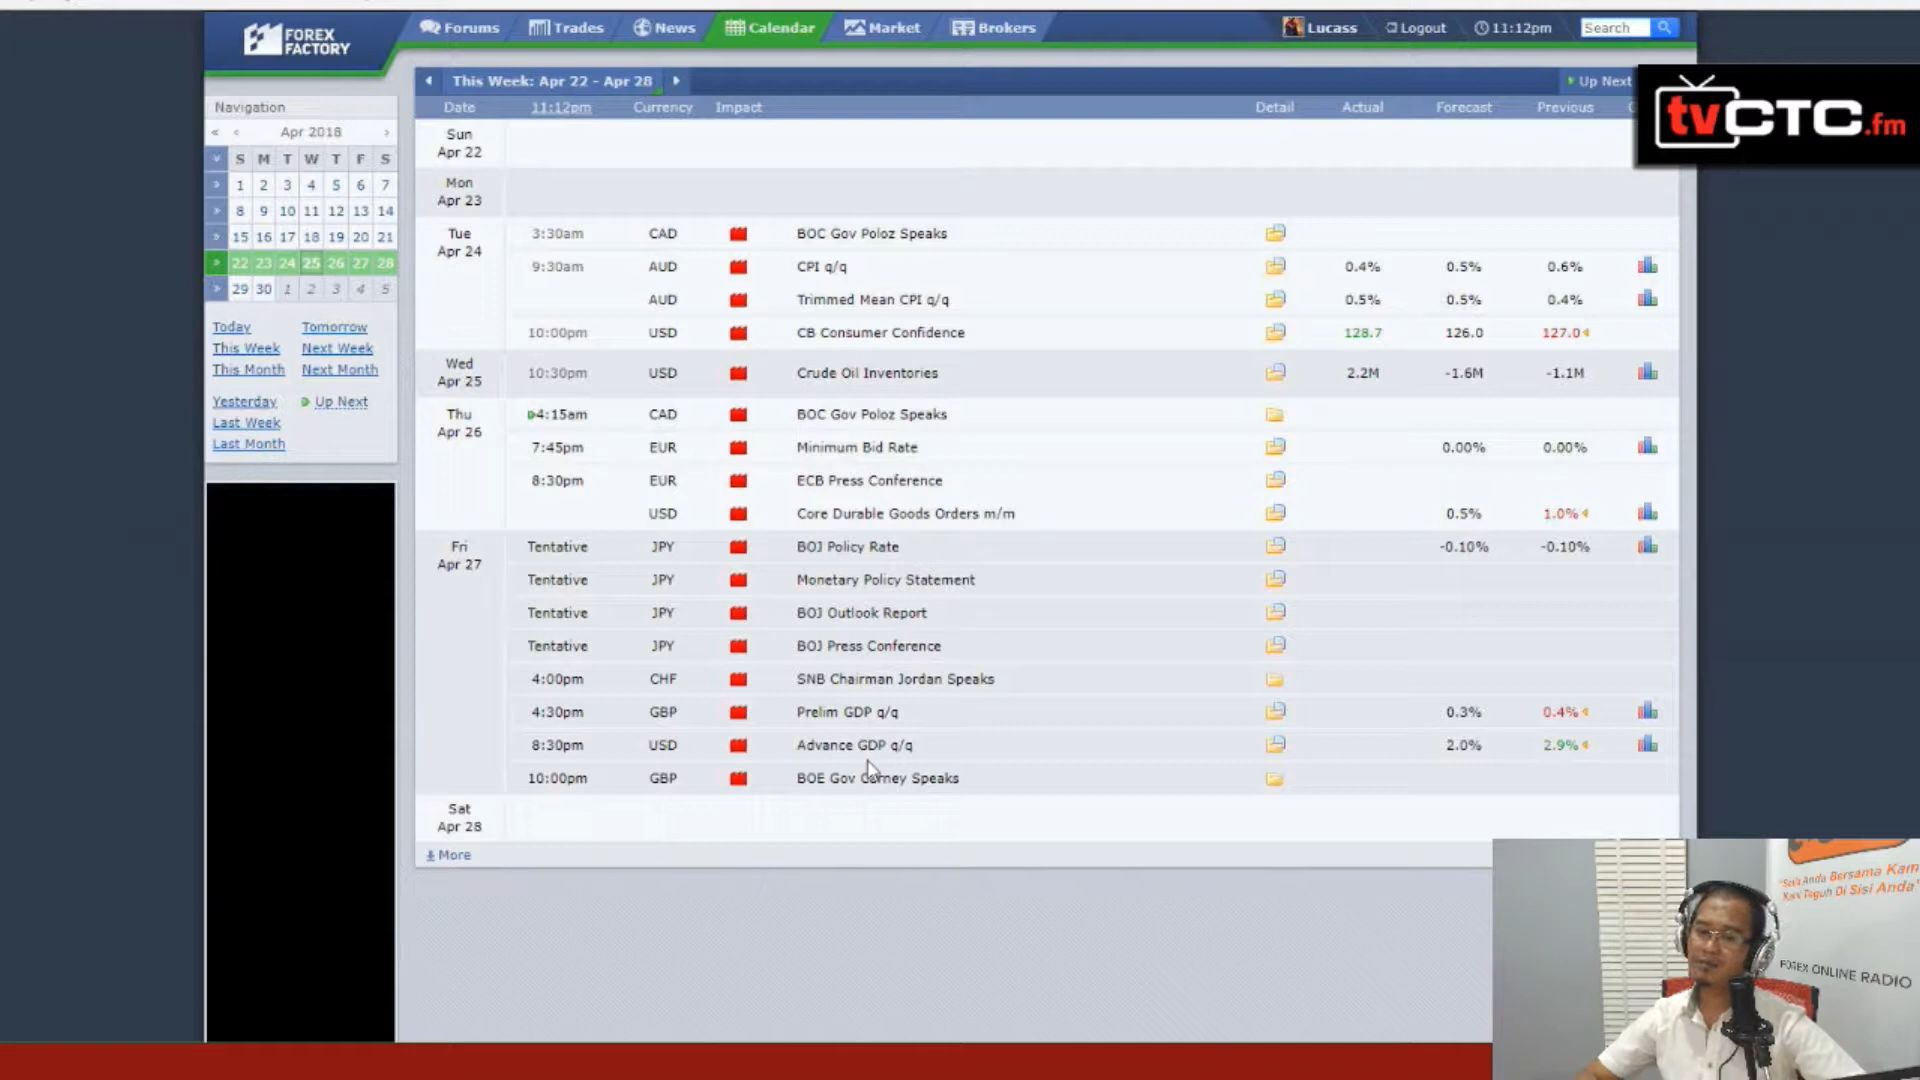 FOREX FACTORY
Forums Trades News Calendar Market Brokers Lucass Logout 11:12pm Search
Navigation
« ‹ Apr 2018 ›
S M T W T F S
1 2 3 4 5 6 7
8 9 10 11 12 13 14
15 16 17 18 19 20 21
22 23 24 25 26 27 28
29 30 1 2 3 4 5
Today Tomorrow
This Week Next Week
This Month Next Month
Yesterday Up Next
Last Week
Last Month
This Week: Apr 22 - Apr 28 Up Next
Date 11:12pm Currency Impact Detail Actual Forecast Previous
Sun Apr 22
Mon Apr 23
Tue Apr 24 3:30am CAD BOC Gov Poloz Speaks
9:30am AUD CPI q/q 0.4% 0.5% 0.6%
AUD Trimmed Mean CPI q/q 0.5% 0.5% 0.4%
10:00pm USD CB Consumer Confidence 128.7 126.0 127.0
Wed Apr 25 10:30pm USD Crude Oil Inventories 2.2M -1.6M -1.1M
Thu Apr 26 4:15am CAD BOC Gov Poloz Speaks
7:45pm EUR Minimum Bid Rate 0.00% 0.00%
8:30pm EUR ECB Press Conference
USD Core Durable Goods Orders m/m 0.5% 1.0%
Fri Apr 27 Tentative JPY BOJ Policy Rate -0.10% -0.10%
Tentative JPY Monetary Policy Statement
Tentative JPY BOJ Outlook Report
Tentative JPY BOJ Press Conference
4:00pm CHF SNB Chairman Jordan Speaks
4:30pm GBP Prelim GDP q/q 0.3% 0.4%
8:30pm USD Advance GDP q/q 2.0% 2.9%
10:00pm GBP BOE Gov Carney Speaks
Sat Apr 28
More
tvCTC.fm
"Setia Anda Bersama Kami
Kami Teguh Di Sisi Anda"
FOREX ONLINE RADIO